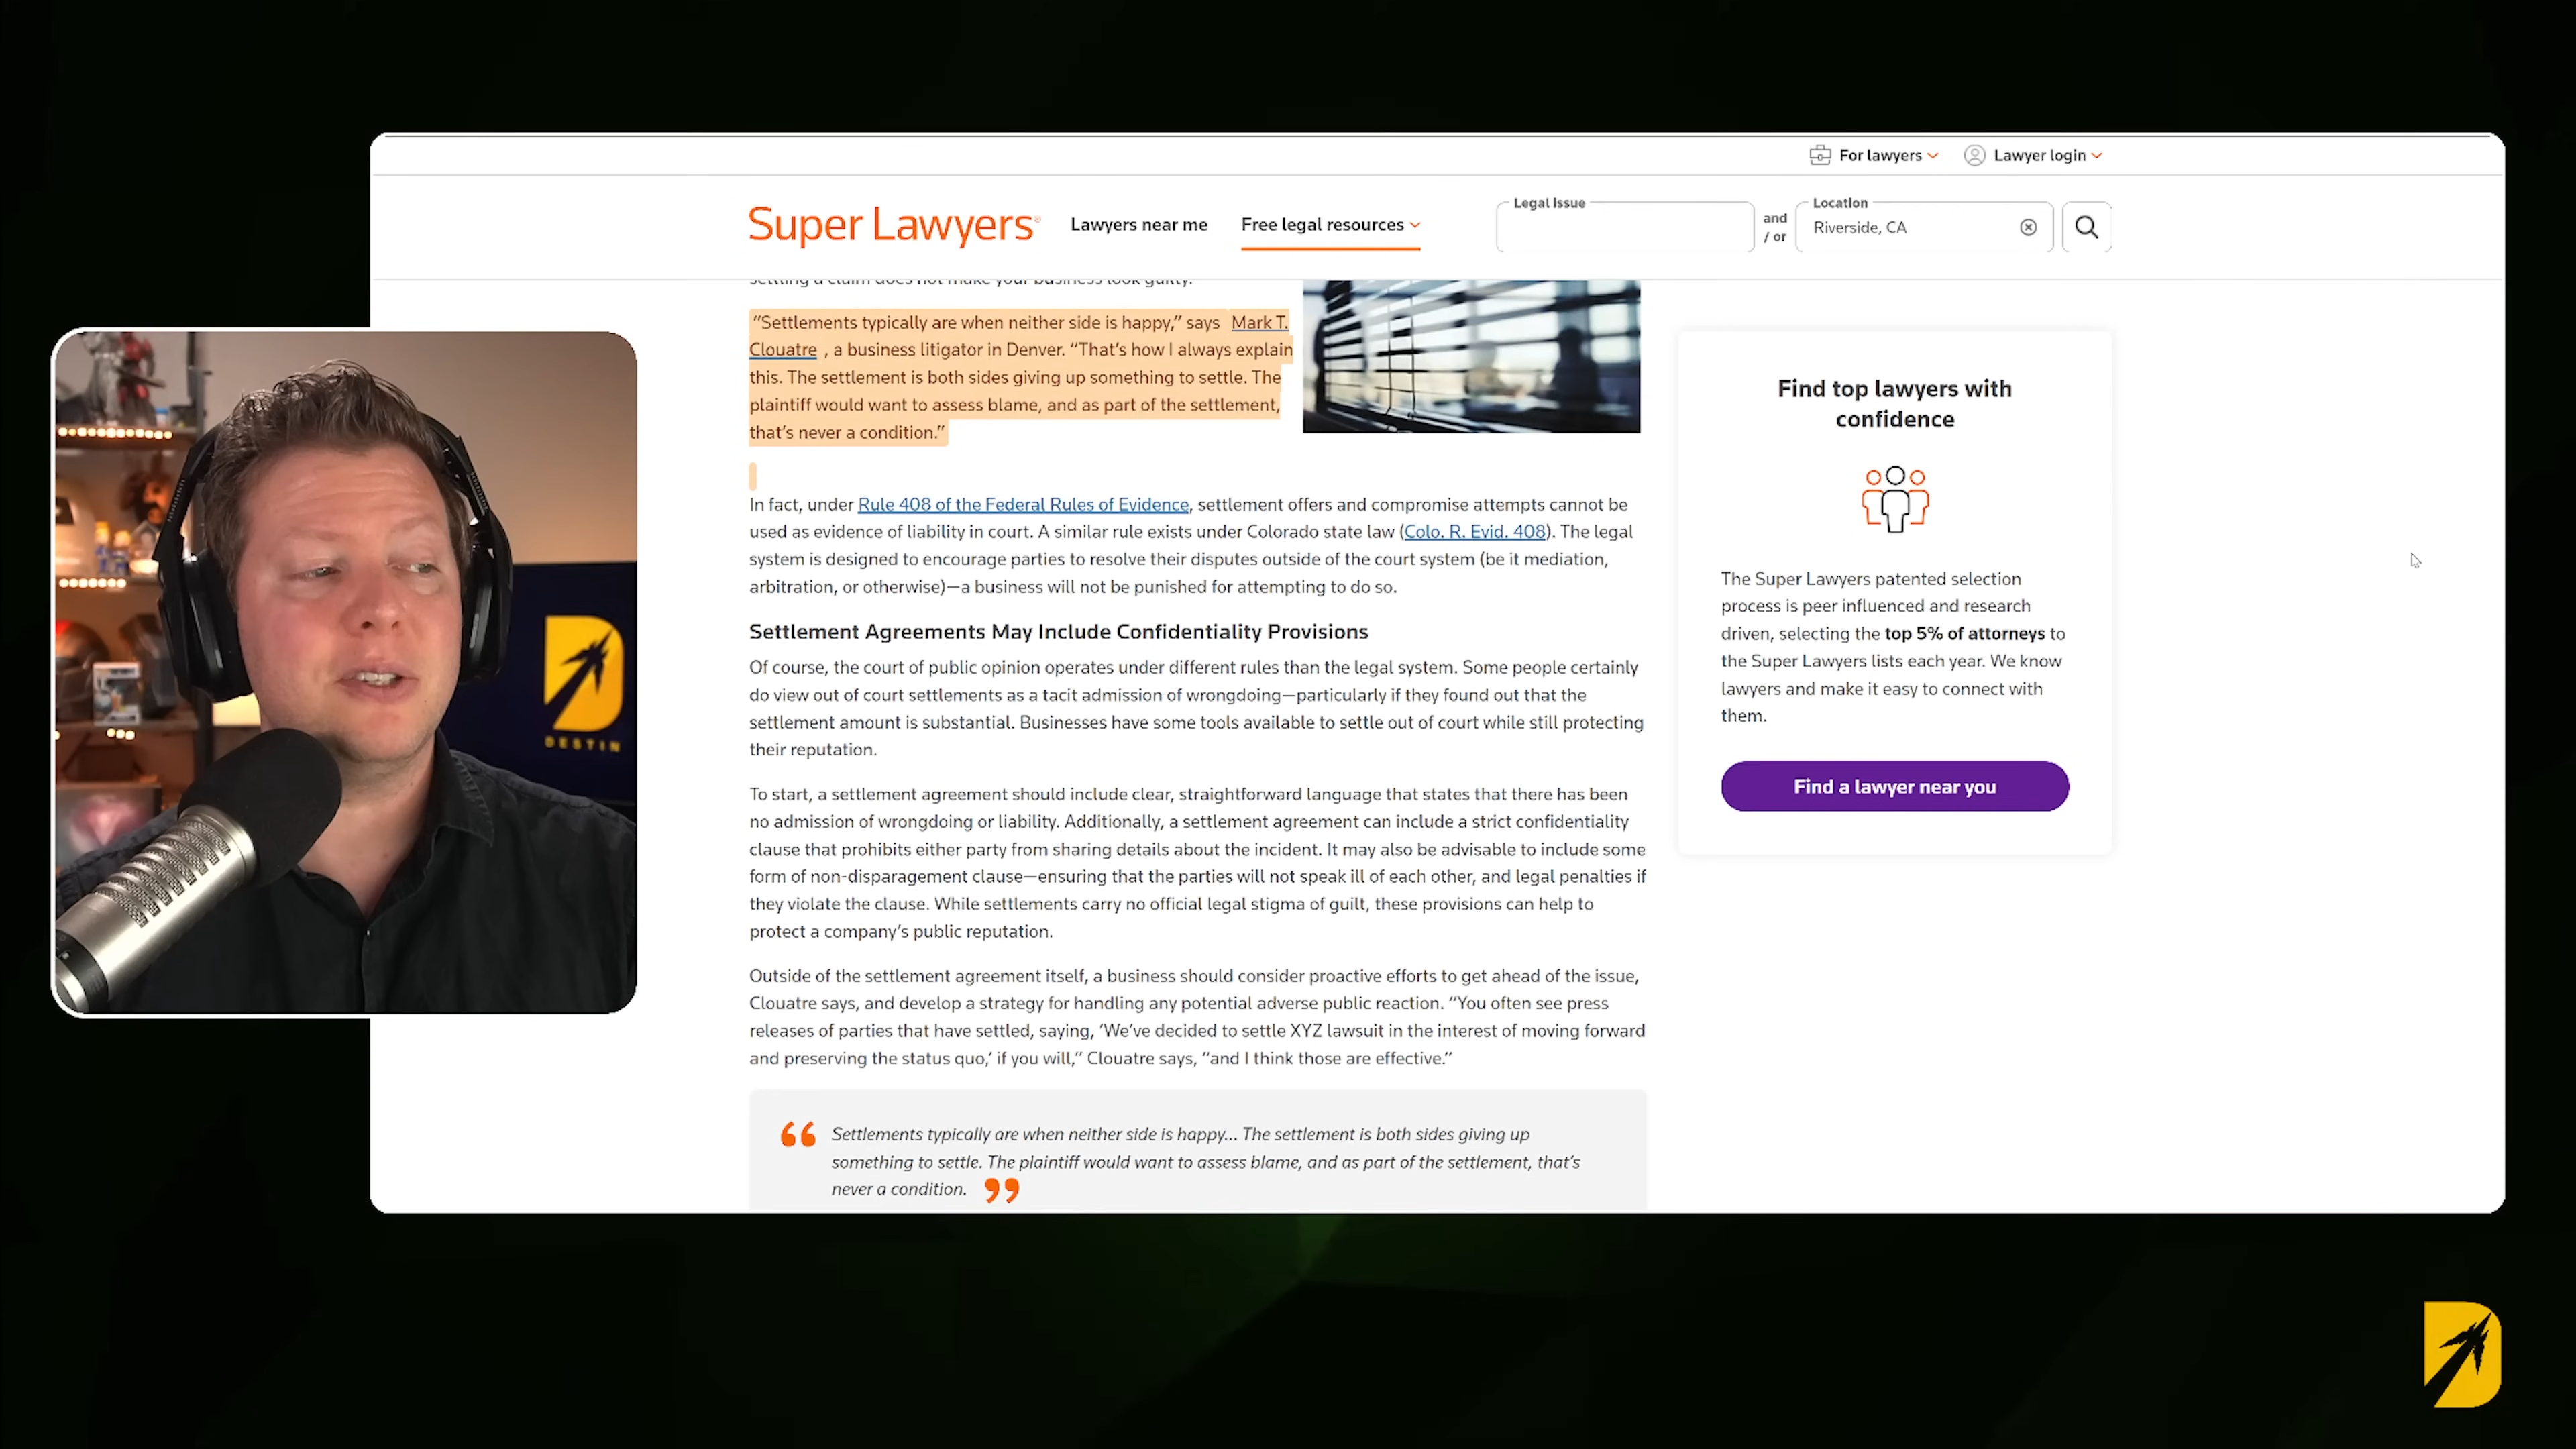 For lawyers
Lawyer login
Super Lawyers®
Lawyers near me
Free legal resources
Legal Issue
and
/ or
Location
Riverside, CA
settling a claim does not make your business look guilty.
“Settlements typically are when neither side is happy,” says Mark T.
Clouatre , a business litigator in Denver. “That’s how I always explain
this. The settlement is both sides giving up something to settle. The
plaintiff would want to assess blame, and as part of the settlement,
that’s never a condition.”
In fact, under Rule 408 of the Federal Rules of Evidence, settlement offers and compromise attempts cannot be
used as evidence of liability in court. A similar rule exists under Colorado state law (Colo. R. Evid. 408). The legal
system is designed to encourage parties to resolve their disputes outside of the court system (be it mediation,
arbitration, or otherwise)—a business will not be punished for attempting to do so.
Settlement Agreements May Include Confidentiality Provisions
Of course, the court of public opinion operates under different rules than the legal system. Some people certainly
do view out of court settlements as a tacit admission of wrongdoing—particularly if they found out that the
settlement amount is substantial. Businesses have some tools available to settle out of court while still protecting
their reputation.
To start, a settlement agreement should include clear, straightforward language that states that there has been
no admission of wrongdoing or liability. Additionally, a settlement agreement can include a strict confidentiality
clause that prohibits either party from sharing details about the incident. It may also be advisable to include some
form of non-disparagement clause—ensuring that the parties will not speak ill of each other, and legal penalties if
they violate the clause. While settlements carry no official legal stigma of guilt, these provisions can help to
protect a company’s public reputation.
Outside of the settlement agreement itself, a business should consider proactive efforts to get ahead of the issue,
Clouatre says, and develop a strategy for handling any potential adverse public reaction. “You often see press
releases of parties that have settled, saying, ‘We’ve decided to settle XYZ lawsuit in the interest of moving forward
and preserving the status quo,’ if you will,” Clouatre says, “and I think those are effective.”
“ Settlements typically are when neither side is happy... The settlement is both sides giving up
something to settle. The plaintiff would want to assess blame, and as part of the settlement, that’s
never a condition. ”
Find top lawyers with
confidence
The Super Lawyers patented selection
process is peer influenced and research
driven, selecting the top 5% of attorneys to
the Super Lawyers lists each year. We know
lawyers and make it easy to connect with
them.
Find a lawyer near you
DESTIN